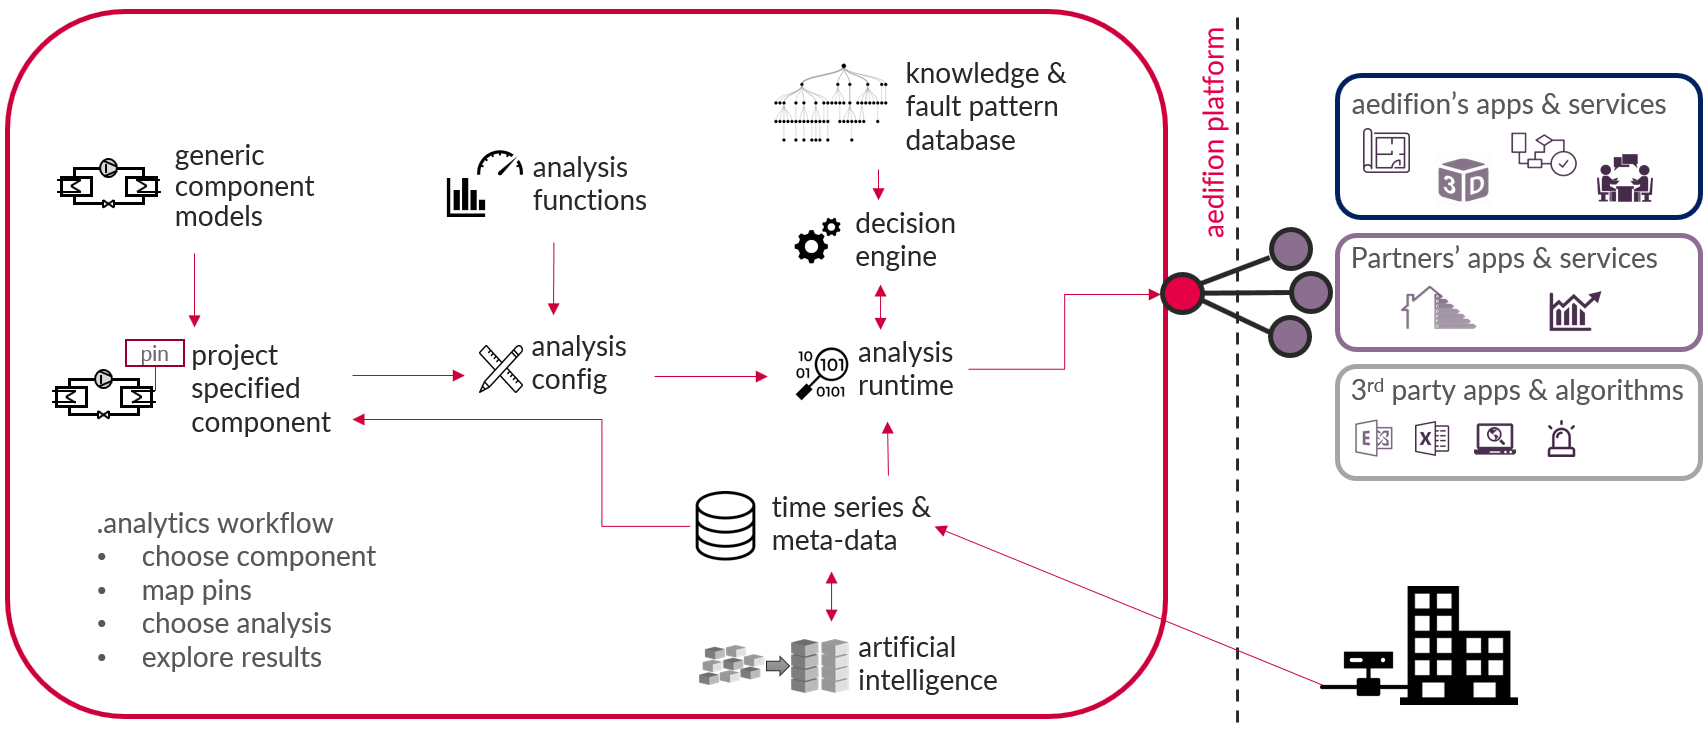 knowledge &
fault pattern
database
generic
component
models
analysis
functions
decision
engine
pin
project
specified
component
analysis
config
10
01
101
0101
analysis
runtime
time series &
meta-data
artificial
intelligence
.analytics workflow
• choose component
• map pins
• choose analysis
• explore results
aedifion platform
aedifion’s apps & services
3D
Partners’ apps & services
3rd party apps & algorithms
E
X